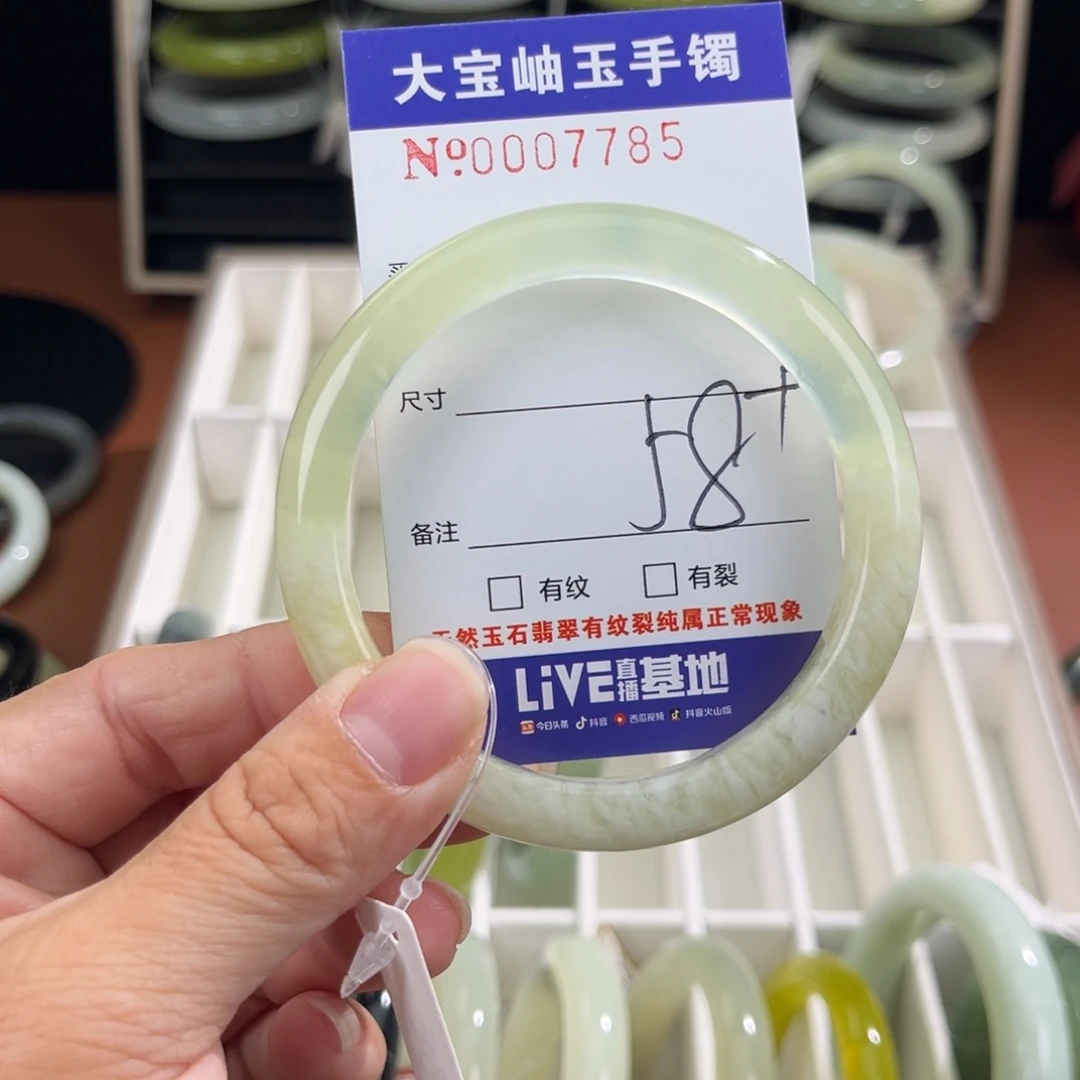 大宝岫玉手镯
No.0007785
尺寸
58+
备注
□ 有纹 □ 有裂
然玉石翡翠有纹裂纯属正常现象
LiVE直播基地
今日头条 抖音 西瓜视频 抖音火山版